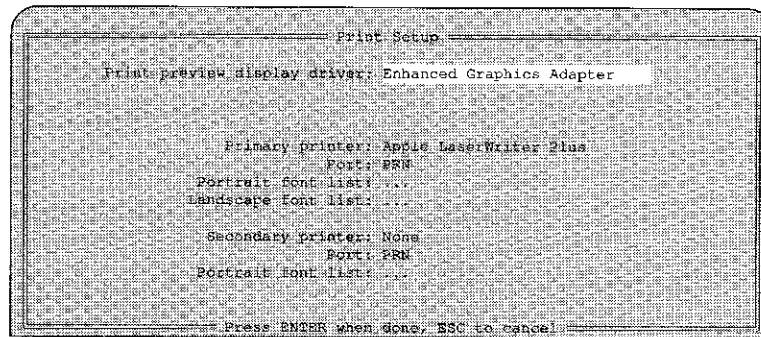 Print Setup
Print preview display driver: Enhanced Graphics Adapter
Primary printer: Apple LaserWriter Plus
Port: PRN
Portrait font list: ...
Landscape font list: ...
Secondary printer: None
Port: PRN
Portrait font list: ...
Press ENTER when done, ESC to cancel